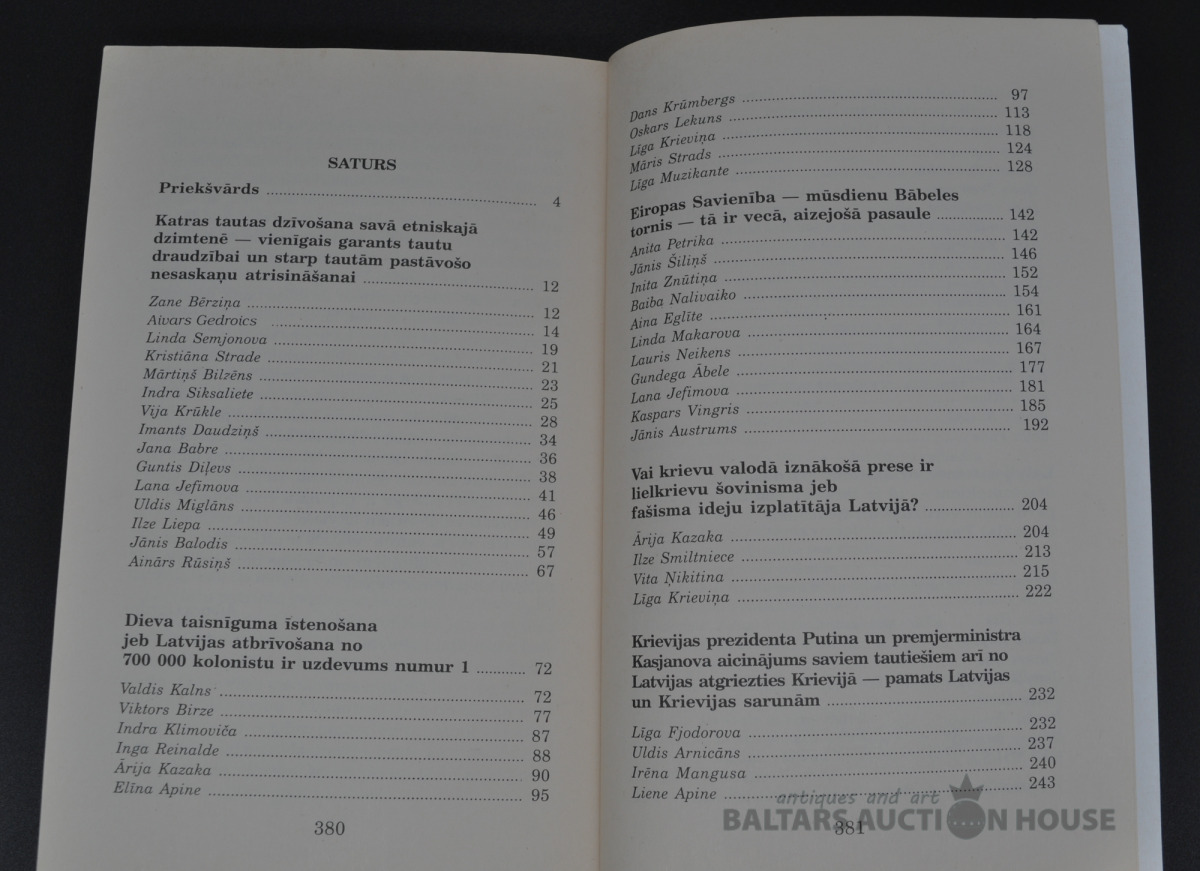 SATURS
Priekšvārds ........ 4
Katras tautas dzīvošana savā etniskajā
dzimtenē — vienīgais garants tautu
draudzībai un starp tautām pastāvošo
nesaskaņu atrisināšanai ........ 12
Zane Bērziņa ........ 12
Aivars Gedroics ........ 14
Linda Semjonova ........ 19
Kristiāna Strade ........ 21
Mārtiņš Bilzēns ........ 23
Indra Siksaliete ........ 25
Vija Krūkle ........ 28
Imants Daudziņš ........ 34
Jana Babre ........ 36
Guntis Diļevs ........ 38
Lana Jefimova ........ 41
Uldis Miglāns ........ 46
Ilze Liepa ........ 49
Jānis Balodis ........ 57
Ainārs Rūsiņš ........ 67
Dieva taisnīguma īstenošana
jeb Latvijas atbrīvošana no
700 000 kolonistu ir uzdevums numur 1 ........ 72
Valdis Kalns ........ 72
Viktors Birze ........ 77
Indra Klimoviča ........ 87
Inga Reinalde ........ 88
Ārija Kazaka ........ 90
Elīna Apine ........ 95
380
Dans Krūmbergs ........ 97
Oskars Lekuns ........ 113
Līga Krieviņa ........ 118
Māris Strads ........ 124
Līga Muzikante ........ 128
Eiropas Savienība — mūsdienu Bābeles
tornis — tā ir vecā, aizejošā pasaule ........ 142
Anita Petrika ........ 142
Jānis Šiliņš ........ 146
Inita Znūtiņa ........ 152
Baiba Nalivaiko ........ 154
Aina Eglīte ........ 161
Linda Makarova ........ 164
Lauris Neikens ........ 167
Gundega Ābele ........ 177
Lana Jefimova ........ 181
Kaspars Vingris ........ 185
Jānis Austrums ........ 192
Vai krievu valodā iznākošā prese ir
lielkrievu šovinisma jeb
fašisma ideju izplatītāja Latvijā? ........ 204
Ārija Kazaka ........ 204
Ilze Smiltniece ........ 213
Vita Ņikitina ........ 215
Līga Krieviņa ........ 222
Krievijas prezidenta Putina un premjerministra
Kasjanova aicinājums saviem tautiešiem arī no
Latvijas atgriezties Krievijā — pamats Latvijas
un Krievijas sarunām ........ 232
Līga Fjodorova ........ 232
Uldis Arnicāns ........ 237
Irēna Mangusa ........ 240
Liene Apine ........ 243
381
antiques and art
BALTARS AUCTION HOUSE